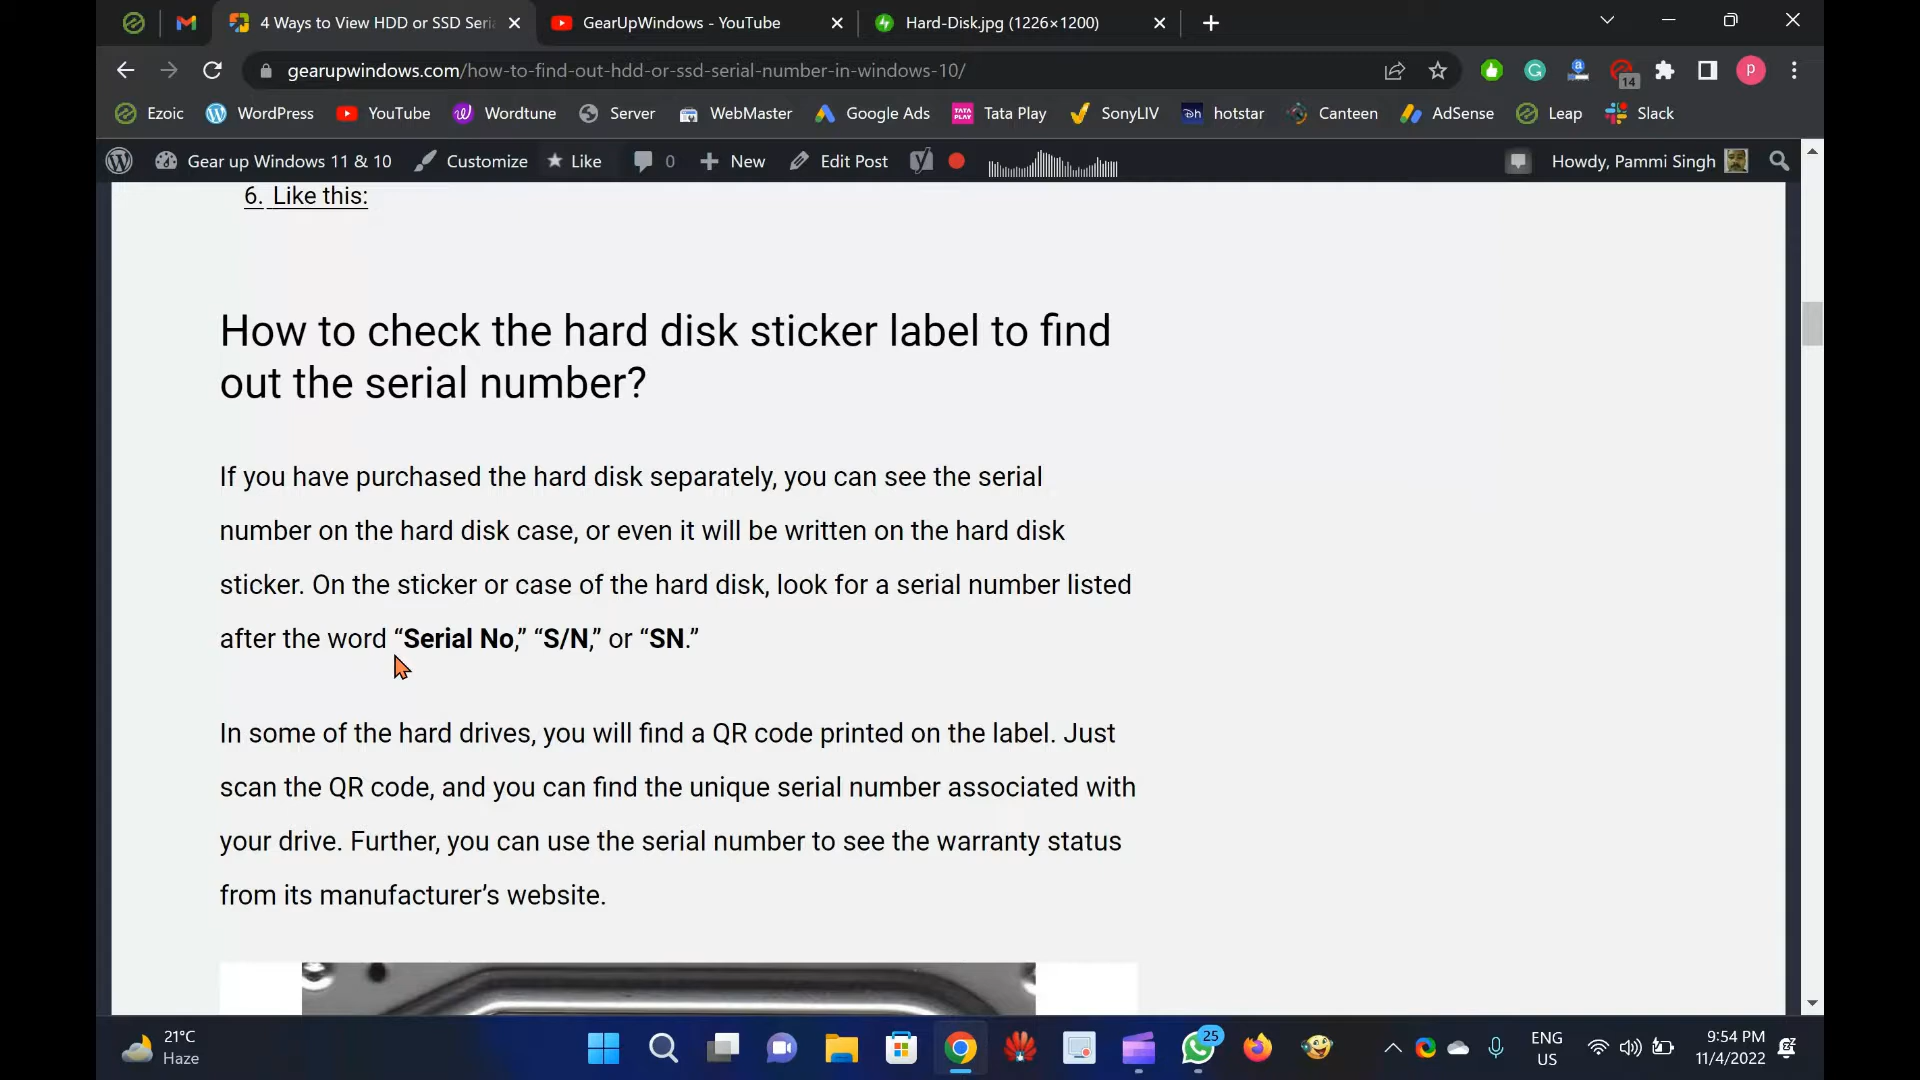 4 Ways to View HDD or SSD Seri
GearUpWindows - YouTube
Hard-Disk.jpg (1226×1200)
gearupwindows.com/how-to-find-out-hdd-or-ssd-serial-number-in-windows-10/
14
P
Ezoic
WordPress
YouTube
Wordtune
Server
WebMaster
Google Ads
TATA PLAY Tata Play
SonyLIV
hotstar
Canteen
AdSense
Leap
Slack
Gear up Windows 11 & 10
Customize
Like
0
New
Edit Post
Howdy, Pammi Singh
6. Like this:
How to check the hard disk sticker label to find
out the serial number?
If you have purchased the hard disk separately, you can see the serial
number on the hard disk case, or even it will be written on the hard disk
sticker. On the sticker or case of the hard disk, look for a serial number listed
after the word “Serial No,” “S/N,” or “SN.”
In some of the hard drives, you will find a QR code printed on the label. Just
scan the QR code, and you can find the unique serial number associated with
your drive. Further, you can use the serial number to see the warranty status
from its manufacturer’s website.
21°C
Haze
25
ENG
US
9:54 PM
11/4/2022